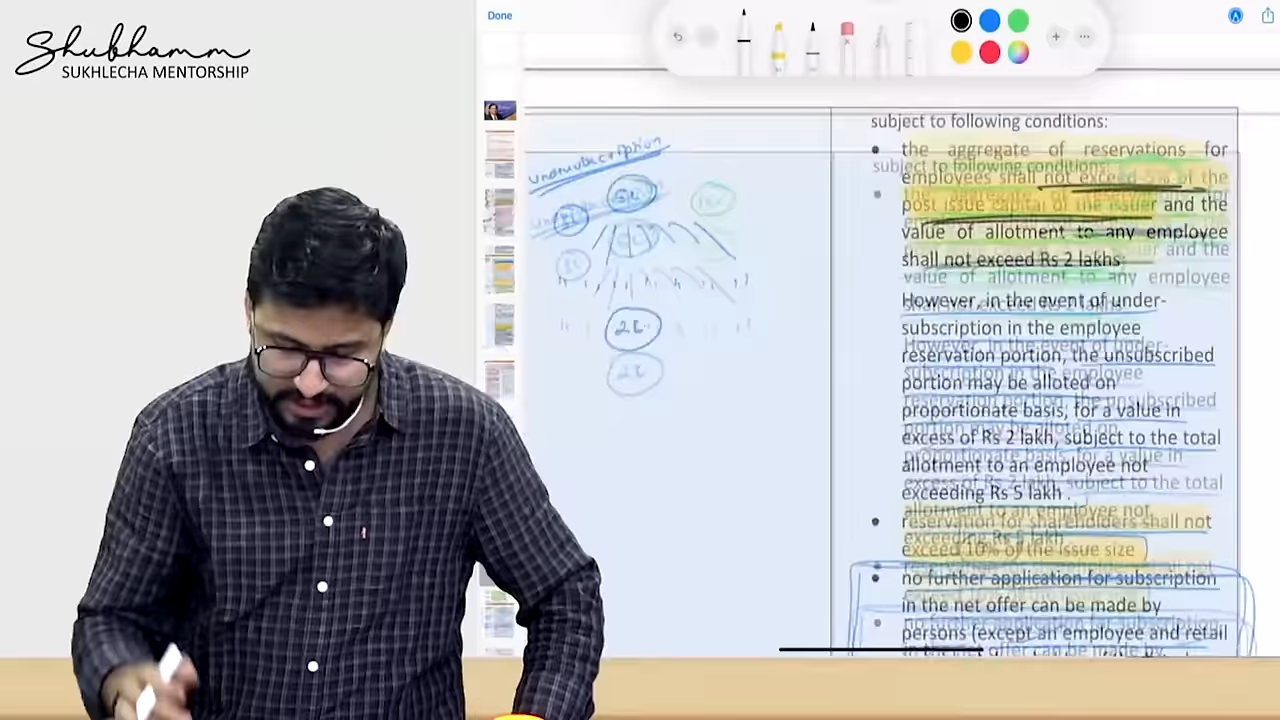 Shubhamm
SUKHLECHA MENTORSHIP
Done
subject to following conditions:
• the aggregate of reservations for
employees shall not exceed 5% of the
post issue capital of the issuer and the
value of allotment to any employee
shall not exceed Rs 2 lakhs;
However, in the event of under-
subscription in the employee
reservation portion, the unsubscribed
portion may be alloted on
proportionate basis, for a value in
excess of Rs 2 lakh, subject to the total
allotment to an employee not
exceeding Rs 5 lakh .
• reservation for shareholders shall not
exceed 10% of the issue size
• no further application for subscription
in the net offer can be made by
persons (except an employee and retail
undersubscription
2L